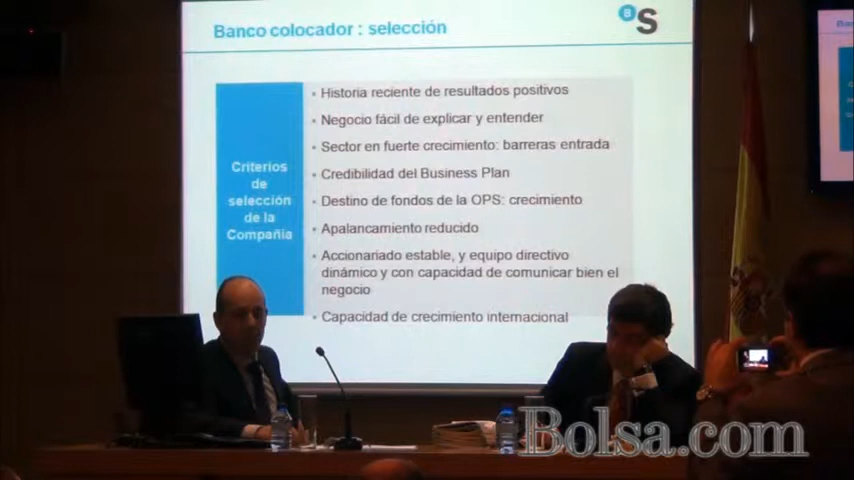 Banco colocador : selección
B
S
Criterios
de
selección
de la
Compañía
Historia reciente de resultados positivos
Negocio fácil de explicar y entender
Sector en fuerte crecimiento: barreras entrada
Credibilidad del Business Plan
Destino de fondos de la OPS: crecimiento
Apalancamiento reducido
Accionariado estable, y equipo directivo
dinámico y con capacidad de comunicar bien el
negocio
Capacidad de crecimiento internacional
Bolsa.com